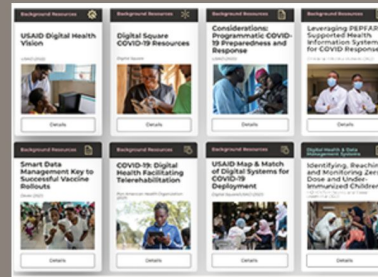 Background Resources
USAID Digital Health
Vision
USAID (2020)
Details
Background Resources
Digital Square
COVID-19 Resources
Digital Square
Details
Background Resources
Considerations:
Programmatic COVID-
19 Preparedness and
Response
USAID (2020)
Details
Background Resources
Leveraging PEPFAR
Supported Health
Information Systems
for COVID Response
Details
Background Resources
Smart Data
Management Key to
Successful Vaccine
Rollouts
Details
Background Resources
COVID-19: Digital
Health Facilitating
Telerehabilitation
Pan American Health Organization
Details
Background Resources
USAID Map & Match
of Digital Systems for
COVID-19
Deployment
Details
Digital Health & Data
Management Systems
Identifying, Reaching
and Monitoring Zero
Dose and Under-
Immunized Children
Details